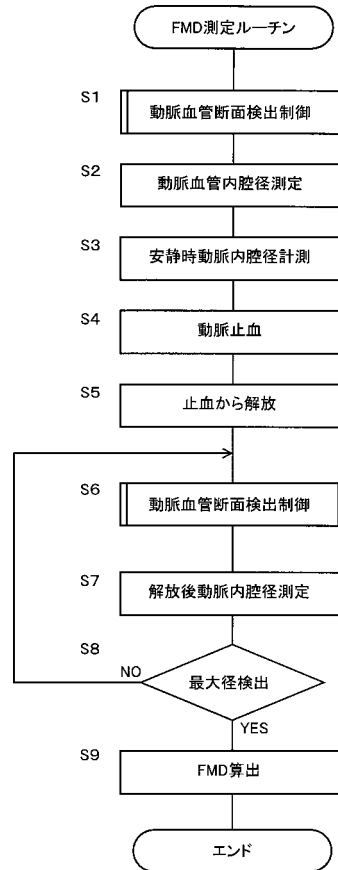 FMD測定ルーチン
S1
動脈血管断面検出制御
S2
動脈血管内腔径測定
S3
安静時動脈内腔径計測
S4
動脈止血
S5
止血から解放
S6
動脈血管断面検出制御
S7
解放後動脈内腔径測定
S8
NO
最大径検出
YES
S9
FMD算出
エンド